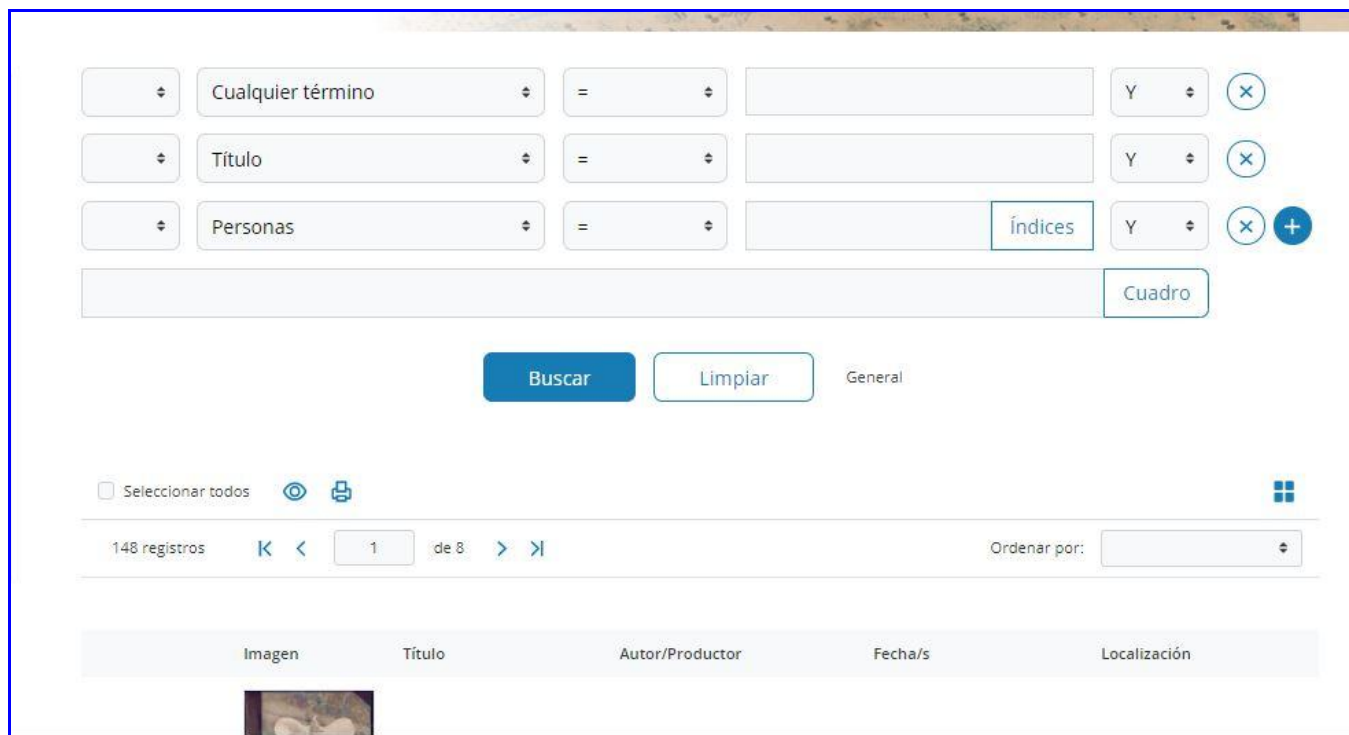 Cualquier término = Y
Título = Y
Personas = Índices Y
Cuadro
Buscar Limpiar General
Seleccionar todos
148 registros 1 de 8 Ordenar por:
Imagen Título Autor/Productor Fecha/s Localización